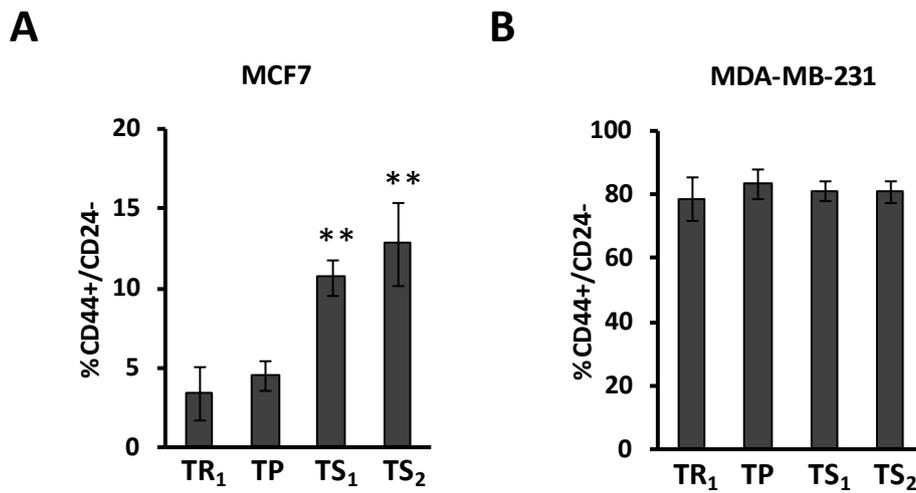 A
MCF7
%CD44+/CD24-
20
15
10
5
0
**
**
TR₁ TP TS₁ TS₂
B
MDA-MB-231
%CD44+/CD24-
100
80
60
40
20
0
TR₁ TP TS₁ TS₂